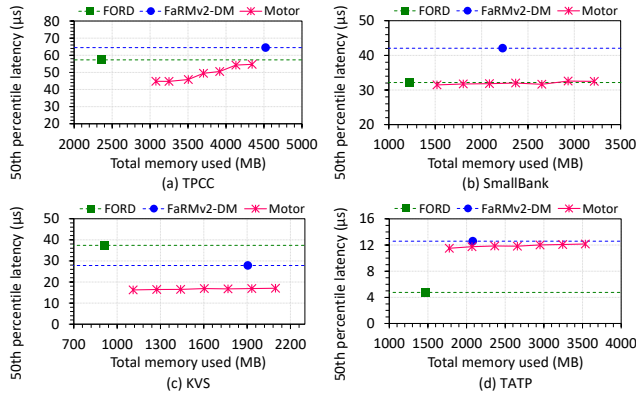 FORD FaRMv2-DM Motor
50th percentile latency (µs)
80
70
60
50
40
30
20
2000 2500 3000 3500 4000 4500 5000
Total memory used (MB)
(a) TPCC
FORD FaRMv2-DM Motor
50th percentile latency (µs)
50
40
30
1000 1500 2000 2500 3000 3500
Total memory used (MB)
(b) SmallBank
FORD FaRMv2-DM Motor
50th percentile latency (µs)
50
40
30
20
10
0
700 1000 1300 1600 1900 2200
Total memory used (MB)
(c) KVS
FORD FaRMv2-DM Motor
50th percentile latency (µs)
16
12
8
4
0
1000 1500 2000 2500 3000 3500 4000
Total memory used (MB)
(d) TATP